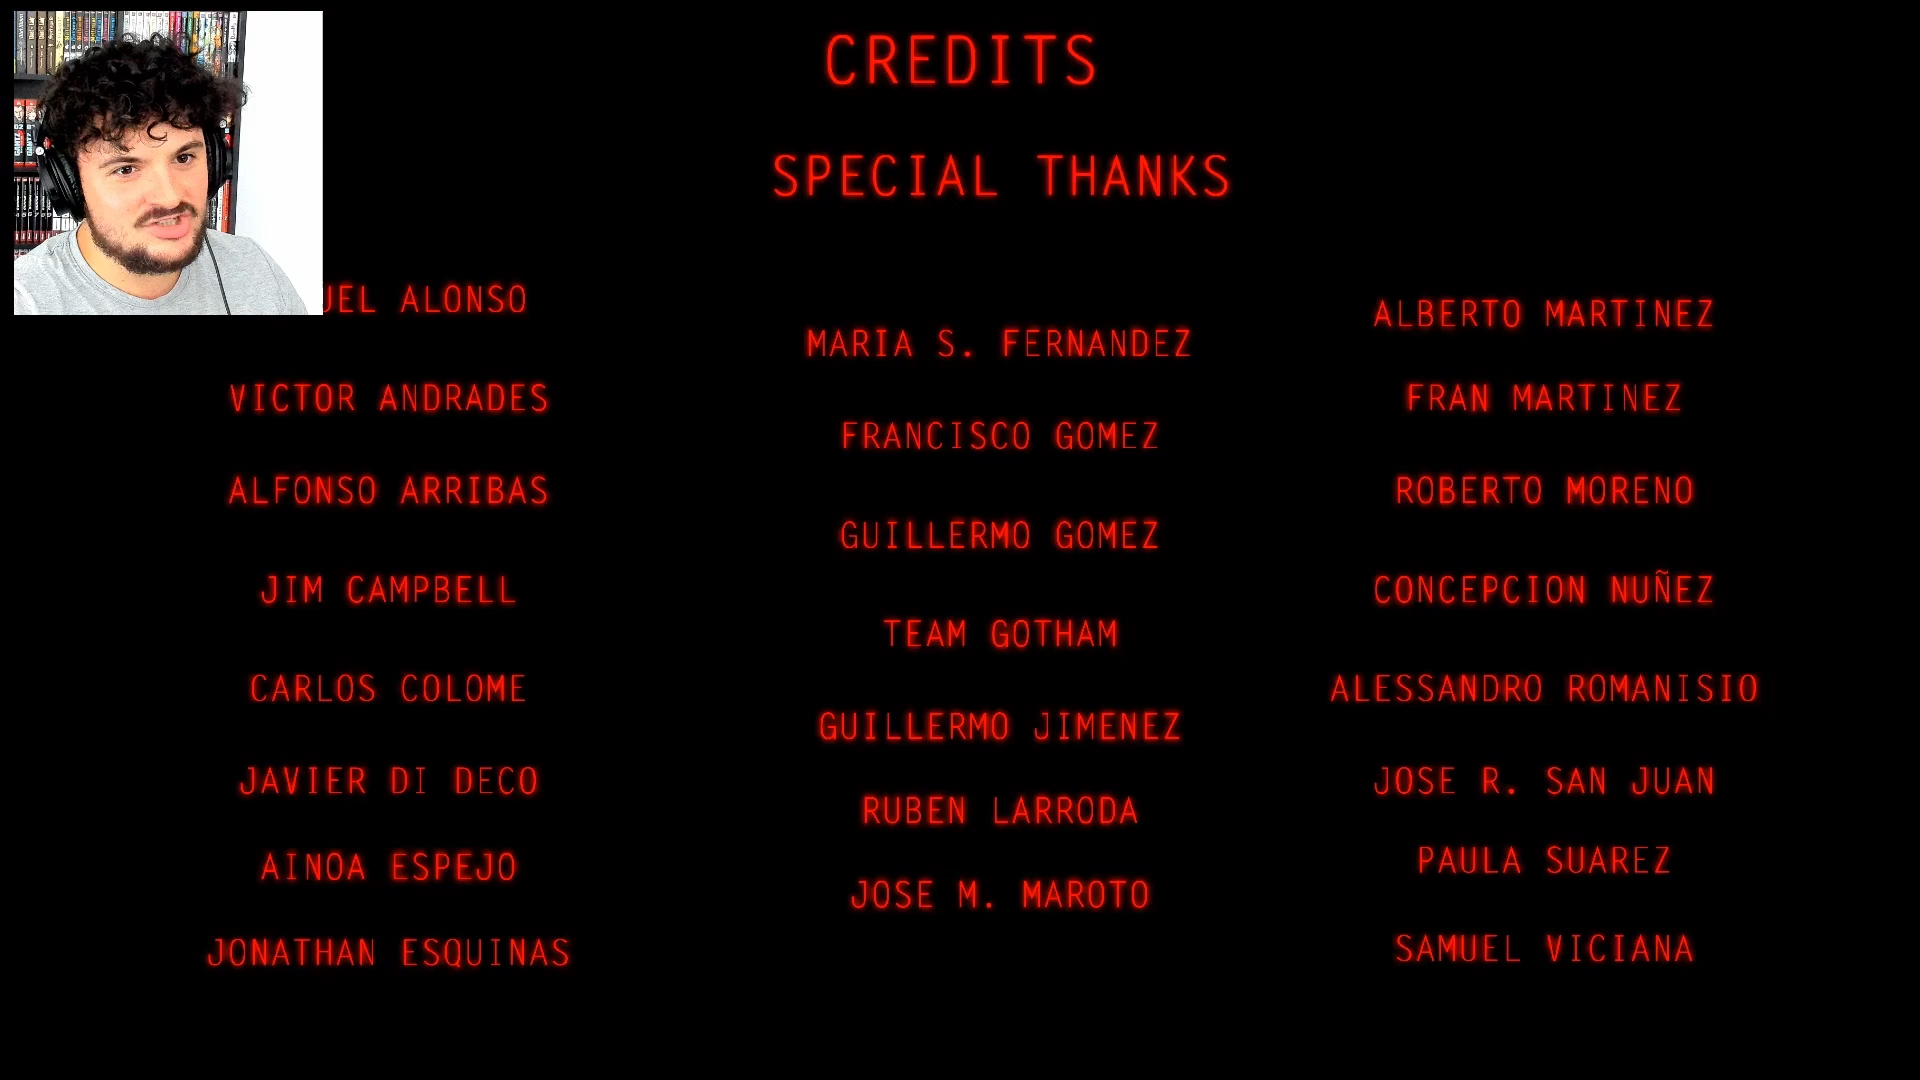 CREDITS
SPECIAL THANKS
ALONSO
VICTOR ANDRADES
ALFONSO ARRIBAS
JIM CAMPBELL
CARLOS COLOME
JAVIER DI DECO
AINOA ESPEJO
JONATHAN ESQUINAS
MARIA S. FERNANDEZ
FRANCISCO GOMEZ
GUILLERMO GOMEZ
TEAM GOTHAM
GUILLERMO JIMENEZ
RUBEN LARRODA
JOSE M. MAROTO
ALBERTO MARTINEZ
FRAN MARTINEZ
ROBERTO MORENO
CONCEPCION NUÑEZ
ALESSANDRO ROMANISIO
JOSE R. SAN JUAN
PAULA SUAREZ
SAMUEL VICIANA